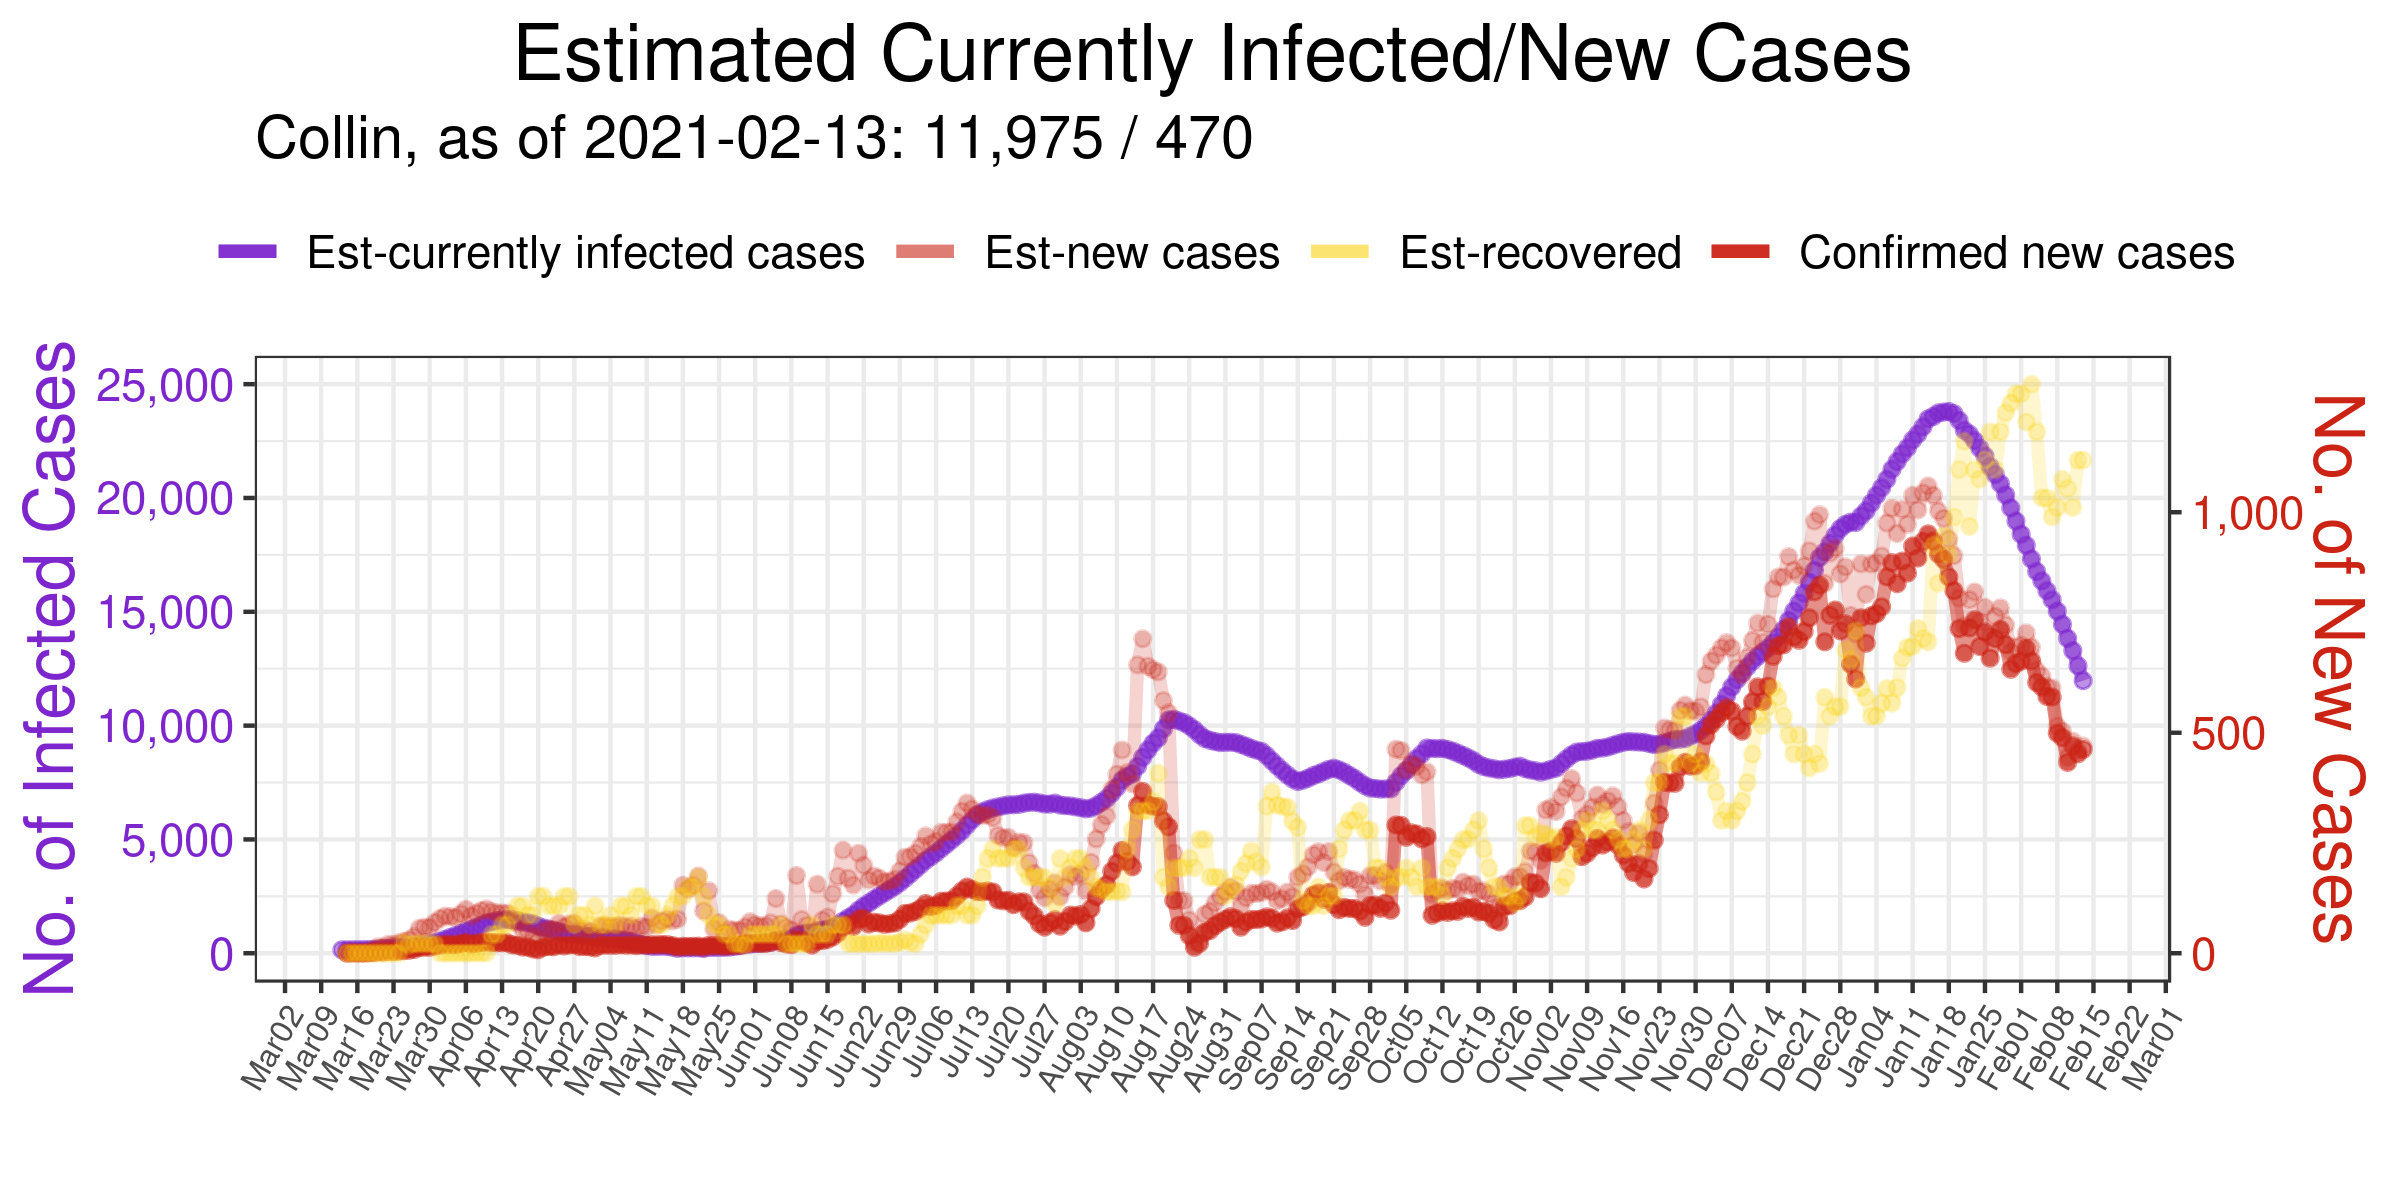 Estimated Currently Infected/New Cases
Collin, as of 2021-02-13: 11,975 / 470
Est-currently infected cases
Est-new cases
Est-recovered
Confirmed new cases
No. of Infected Cases
25,000
20,000
15,000
10,000
5,000
0
1,000
500
0
No. of New Cases
Mar02
Mar09
Mar16
Mar23
Mar30
Apr06
Apr13
Apr20
Apr27
May04
May11
May18
May25
Jun01
Jun08
Jun15
Jun22
Jun29
Jul06
Jul13
Jul20
Jul27
Aug03
Aug10
Aug17
Aug24
Aug31
Sep07
Sep14
Sep21
Sep28
Oct05
Oct12
Oct19
Oct26
Nov02
Nov09
Nov16
Nov23
Nov30
Dec07
Dec14
Dec21
Dec28
Jan04
Jan11
Jan18
Jan25
Feb01
Feb08
Feb15
Feb22
Mar01